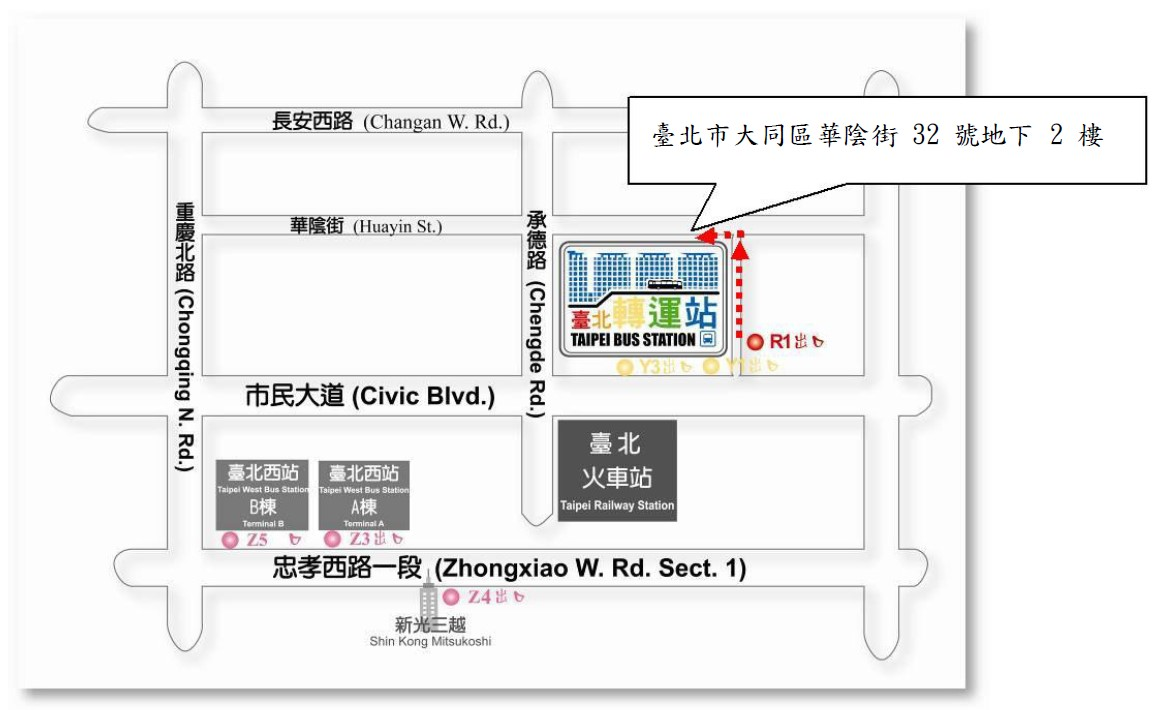 長安西路 (Changan W. Rd.)
臺北市大同區華陰街 32 號地下 2 樓
重慶北路 (Chongqing N. Rd.)
華陰街 (Huayin St.)
承德路 (Chengde Rd.)
臺北轉運站
TAIPEI BUS STATION
R1出口
Y3出口
Y1出口
市民大道 (Civic Blvd.)
臺北
火車站
Taipei Railway Station
臺北西站
Taipei West Bus Station
B棟
Terminal B
臺北西站
Taipei West Bus Station
A棟
Terminal A
Z5 口
Z3出口
忠孝西路一段 (Zhongxiao W. Rd. Sect. 1)
Z4出口
新光三越
Shin Kong Mitsukoshi